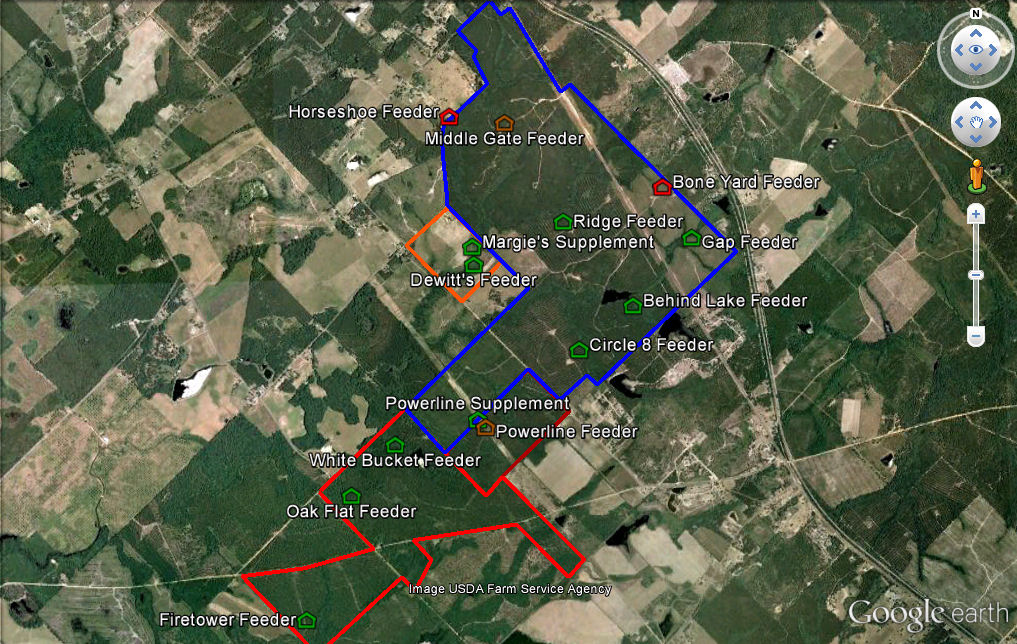 N
Horseshoe Feeder
Middle Gate Feeder
Bone Yard Feeder
Ridge Feeder
Margie's Supplement
Gap Feeder
Dewitt's Feeder
Behind Lake Feeder
Circle 8 Feeder
Powerline Supplement
Powerline Feeder
White Bucket Feeder
Oak Flat Feeder
Image USDA Farm Service Agency
Google earth
Firetower Feeder